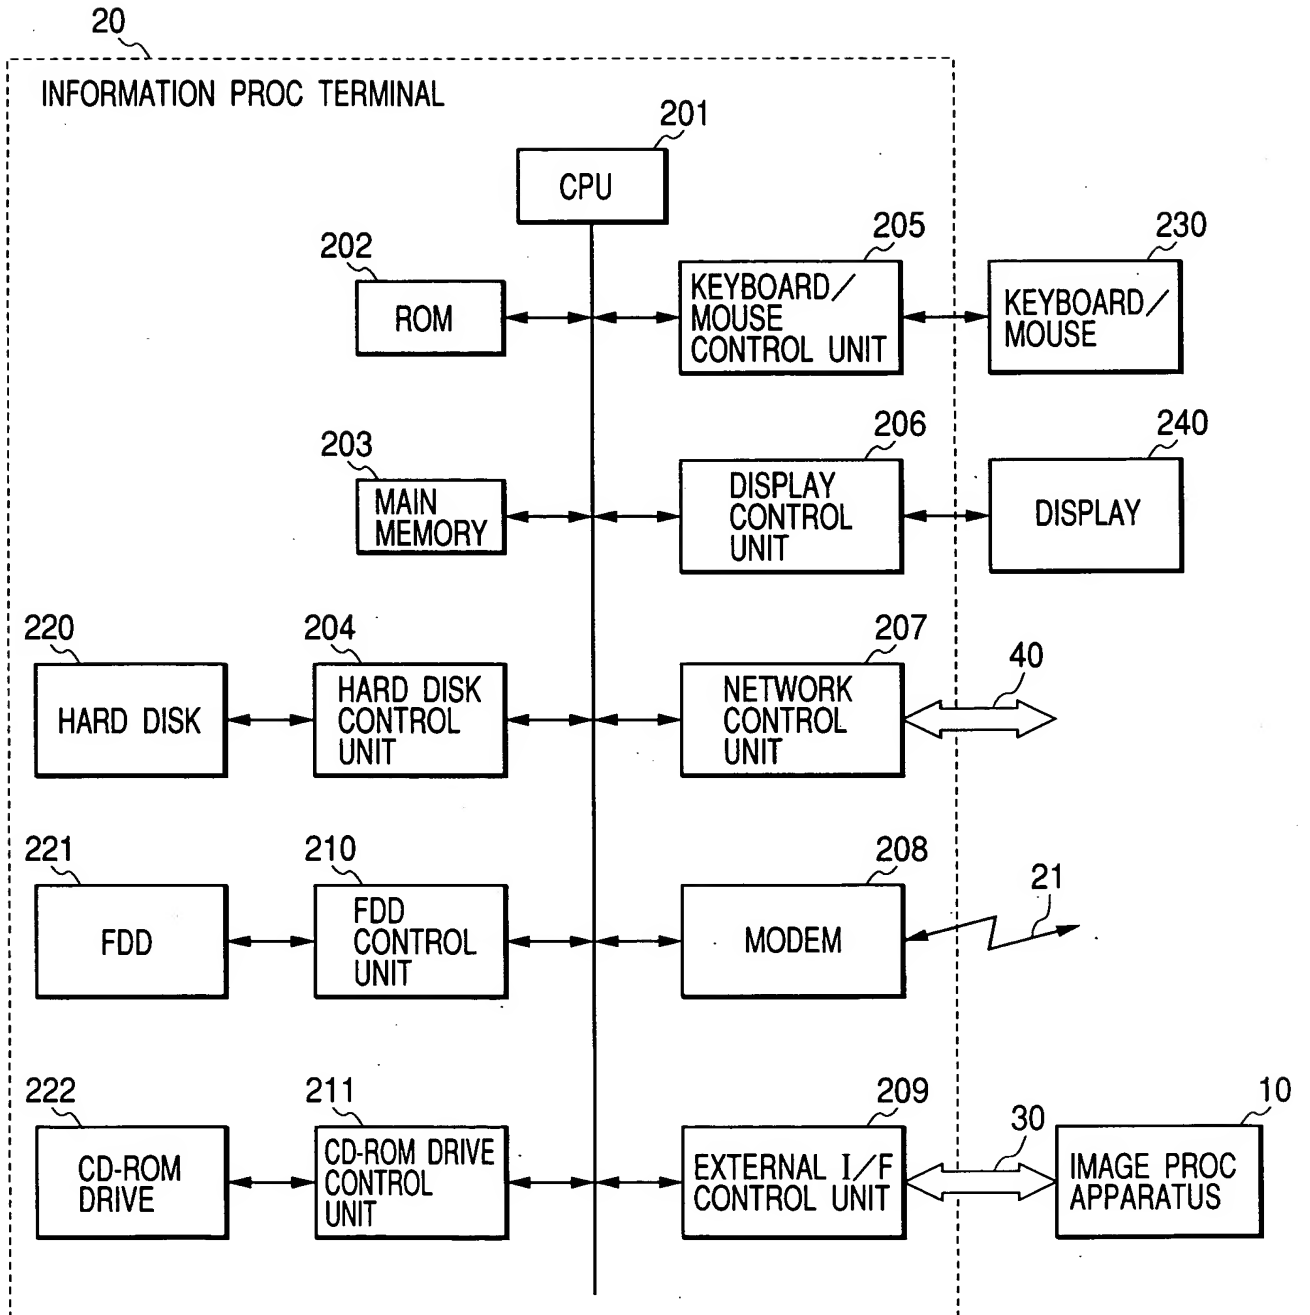 20
INFORMATION PROC TERMINAL
201
CPU
202
ROM
205
KEYBOARD/
MOUSE
CONTROL UNIT
230
KEYBOARD/
MOUSE
203
MAIN
MEMORY
206
DISPLAY
CONTROL
UNIT
240
DISPLAY
220
HARD DISK
204
HARD DISK
CONTROL
UNIT
207
NETWORK
CONTROL
UNIT
40
221
FDD
210
FDD
CONTROL
UNIT
208
MODEM
21
222
CD-ROM
DRIVE
211
CD-ROM DRIVE
CONTROL
UNIT
209
EXTERNAL I/F
CONTROL UNIT
30
10
IMAGE PROC
APPARATUS